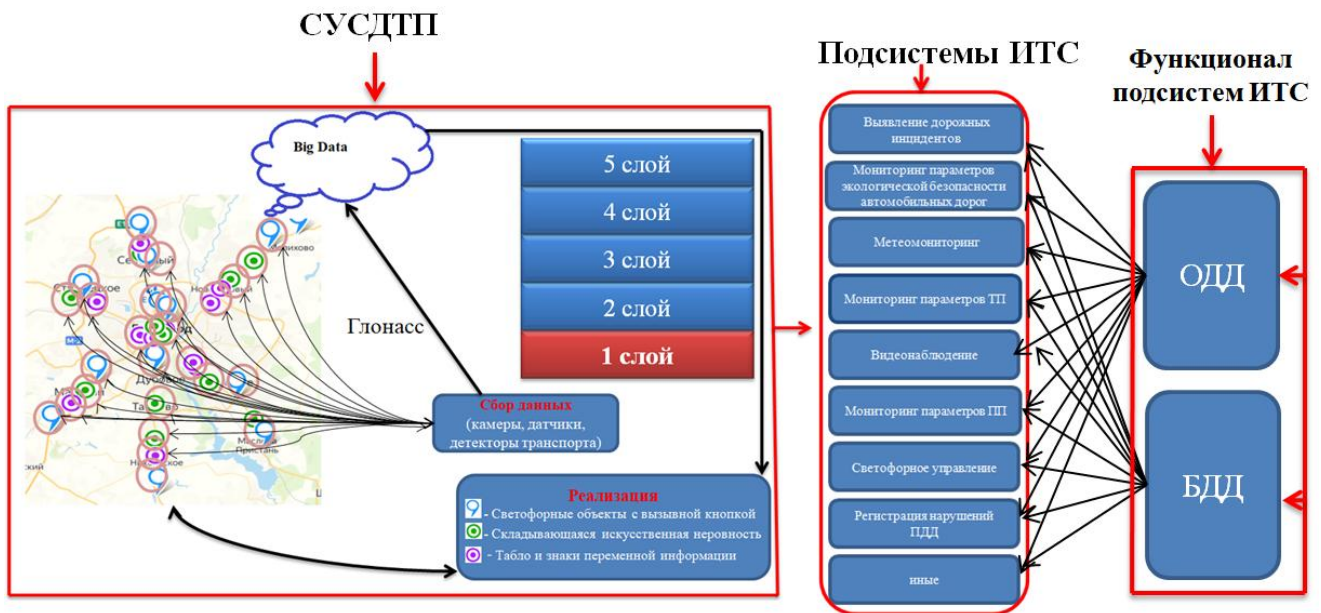 СУСДТП
Подсистемы ИТС
Функционал
подсистем ИТС
Big Data
5 слой
4 слой
3 слой
2 слой
1 слой
Глонасс
Сбор данных
(камеры, датчики,
детекторы транспорта)
Реализация
- Светофорные объекты с вызывной кнопкой
- Складывающаяся искусственная неровность
- Табло и знаки переменной информации
Выявление дорожных
инцидентов
Мониторинг параметров
экологической безопасности
автомобильных дорог
Метеомониторинг
Мониторинг параметров ТП
Видеонаблюдение
Мониторинг параметров ПП
Светофорное управление
Регистрация нарушений
ПДД
иные
ОДД
БДД
Пристань